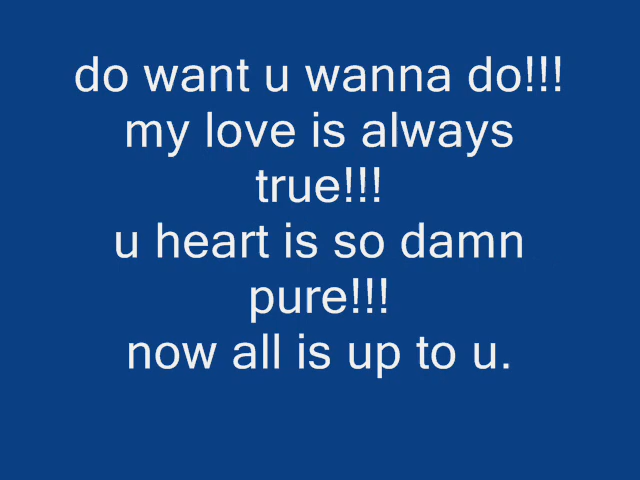 do want u wanna do!!!
my love is always
true!!!
u heart is so damn
pure!!!
now all is up to u.